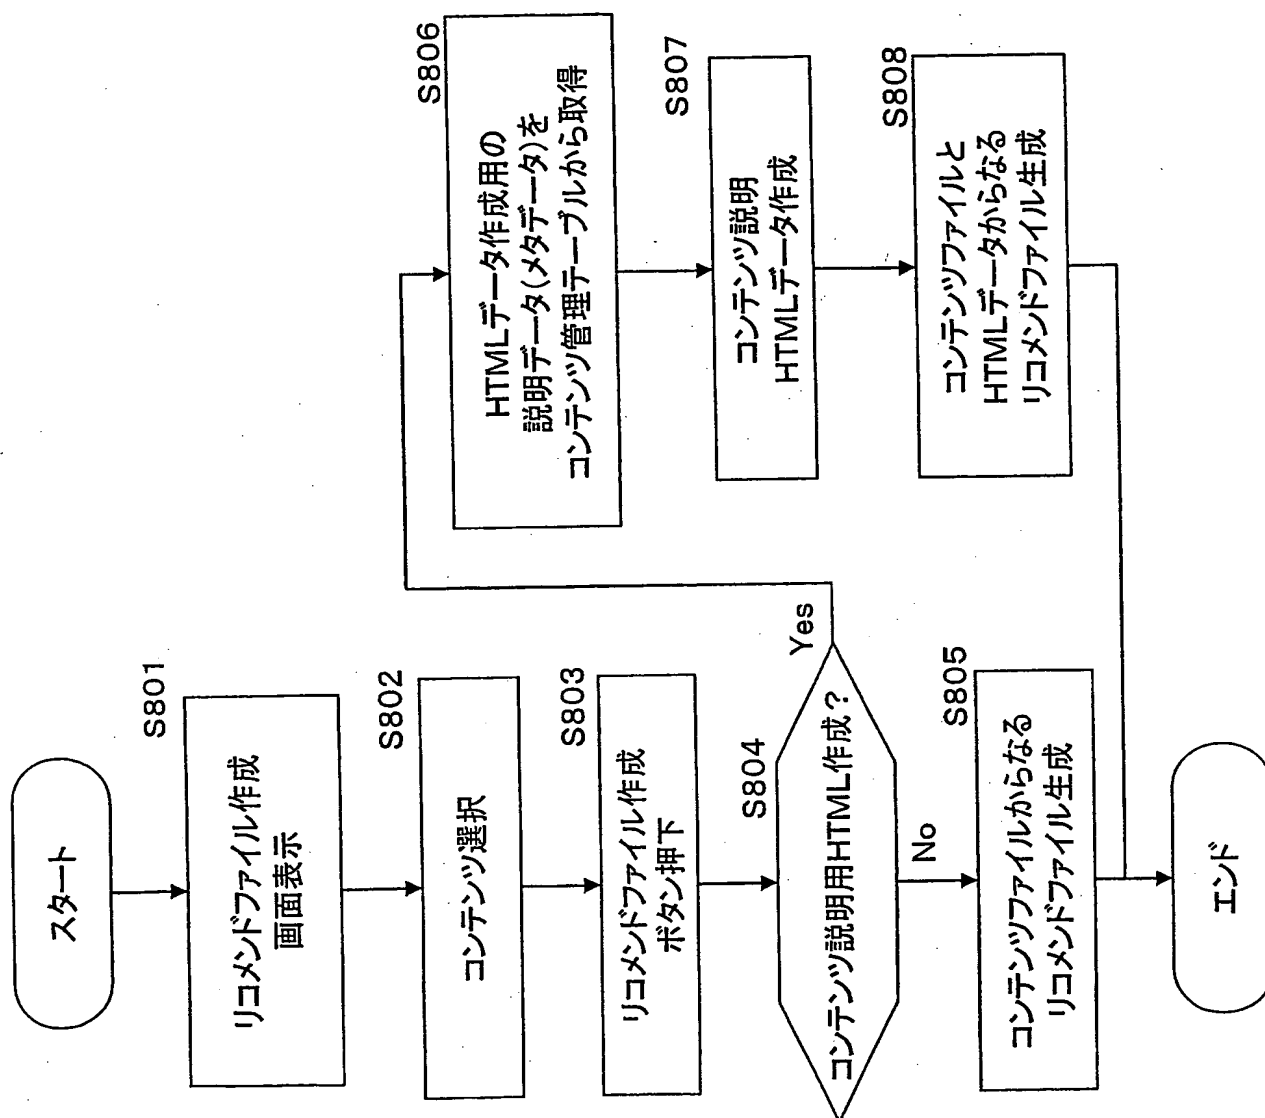 スタート
S801
リコメンドファイル作成
画面表示
S802
コンテンツ選択
S803
リコメンドファイル作成
ボタン押下
S804
コンテンツ説明用HTML作成？
Yes
No
S805
コンテンツファイルからなる
リコメンドファイル生成
S806
HTMLデータ作成用の
説明データ(メタデータ)を
コンテンツ管理テーブルから取得
S807
コンテンツ説明
HTMLデータ作成
S808
コンテンツファイルと
HTMLデータからなる
リコメンドファイル生成
エンド